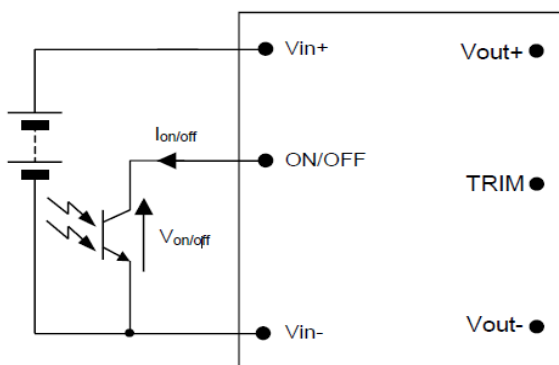 Vin+
Vout+
Ion/off
ON/OFF
TRIM
Von/off
Vin-
Vout-